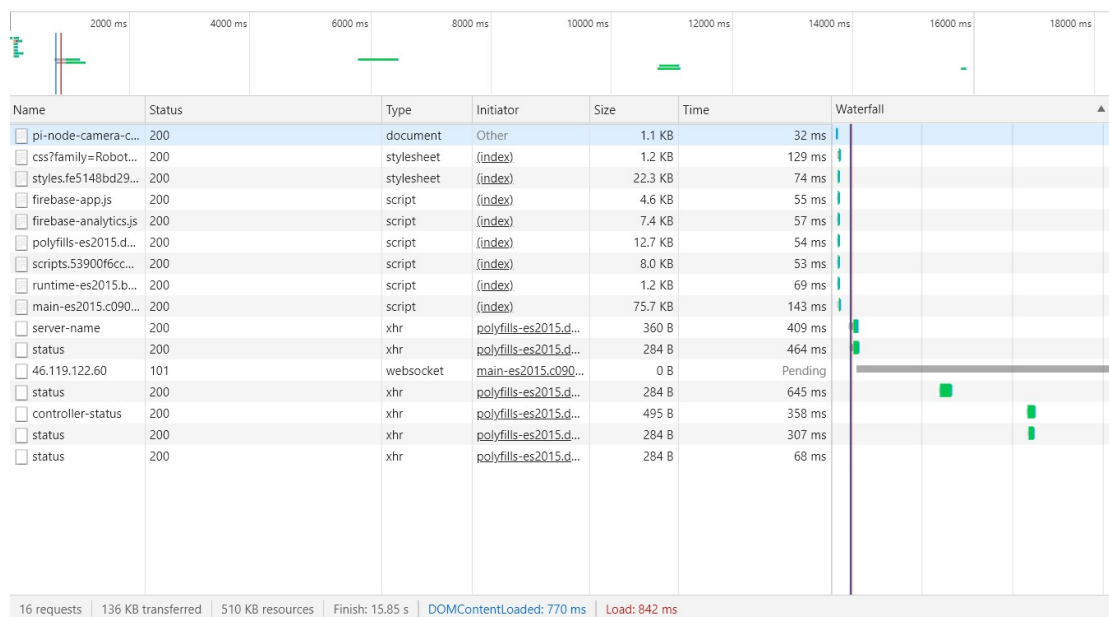 2000 ms 4000 ms 6000 ms 8000 ms 10000 ms 12000 ms 14000 ms 16000 ms 18000 ms
Name Status Type Initiator Size Time Waterfall
pi-node-camera-c... 200 document Other 1.1 KB 32 ms
css?family=Robot... 200 stylesheet (index) 1.2 KB 129 ms
styles.fe5148bd29... 200 stylesheet (index) 22.3 KB 74 ms
firebase-app.js 200 script (index) 4.6 KB 55 ms
firebase-analytics.js 200 script (index) 7.4 KB 57 ms
polyfills-es2015.d... 200 script (index) 12.7 KB 54 ms
scripts.53900f6cc... 200 script (index) 8.0 KB 53 ms
runtime-es2015.b... 200 script (index) 1.2 KB 69 ms
main-es2015.c090... 200 script (index) 75.7 KB 143 ms
server-name 200 xhr polyfills-es2015.d... 360 B 409 ms
status 200 xhr polyfills-es2015.d... 284 B 464 ms
46.119.122.60 101 websocket main-es2015.c090... 0 B Pending
status 200 xhr polyfills-es2015.d... 284 B 645 ms
controller-status 200 xhr polyfills-es2015.d... 495 B 358 ms
status 200 xhr polyfills-es2015.d... 284 B 307 ms
status 200 xhr polyfills-es2015.d... 284 B 68 ms
16 requests 136 KB transferred 510 KB resources Finish: 15.85 s DOMContentLoaded: 770 ms Load: 842 ms